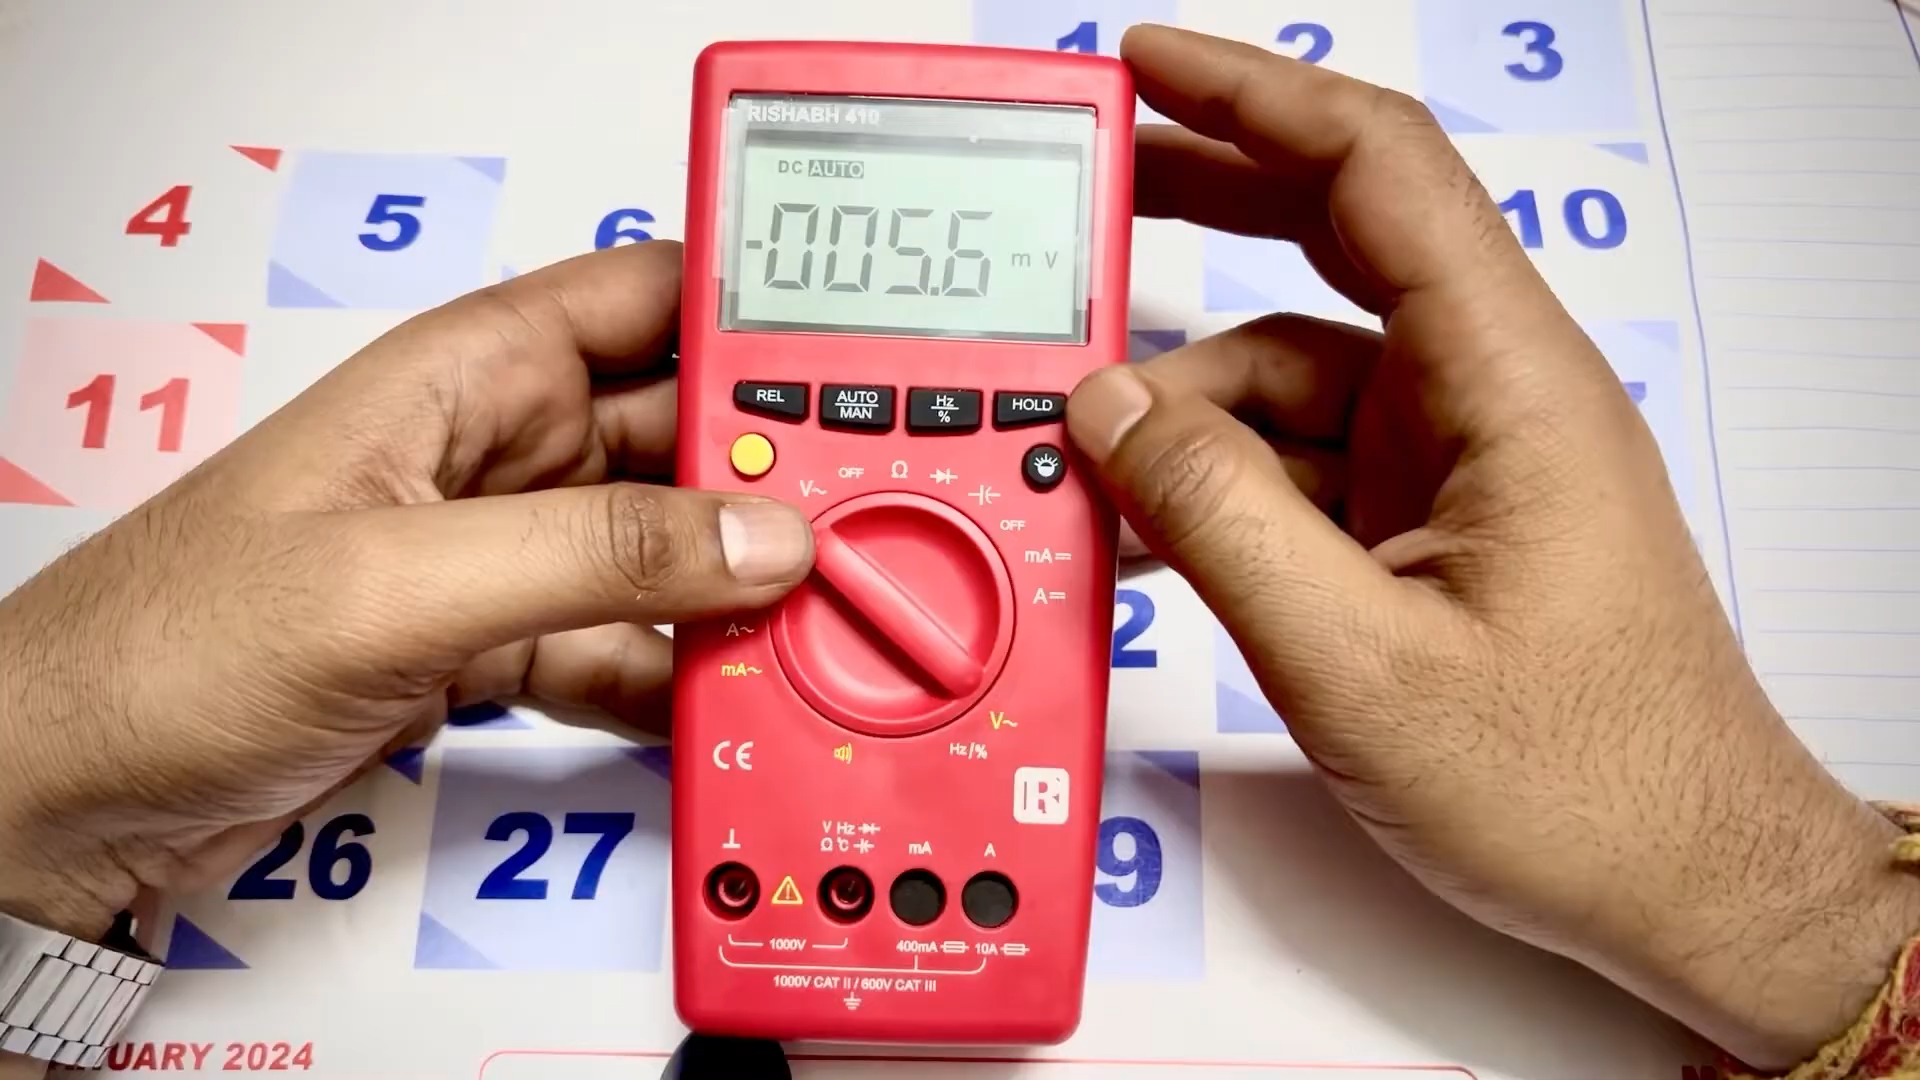 1 2 3
RISHABH 410
DC AUTO
-005.6 m V
4 5 6 10
11
REL AUTO MAN Hz % HOLD
V~ OFF Ω
OFF
mA
A
2
A~
mA~
V~
CE Hz/%
R
26 27 9
V Hz
Ω °C mA A
1000V 400mA 10A
1000V CAT II / 600V CAT III
UARY 2024